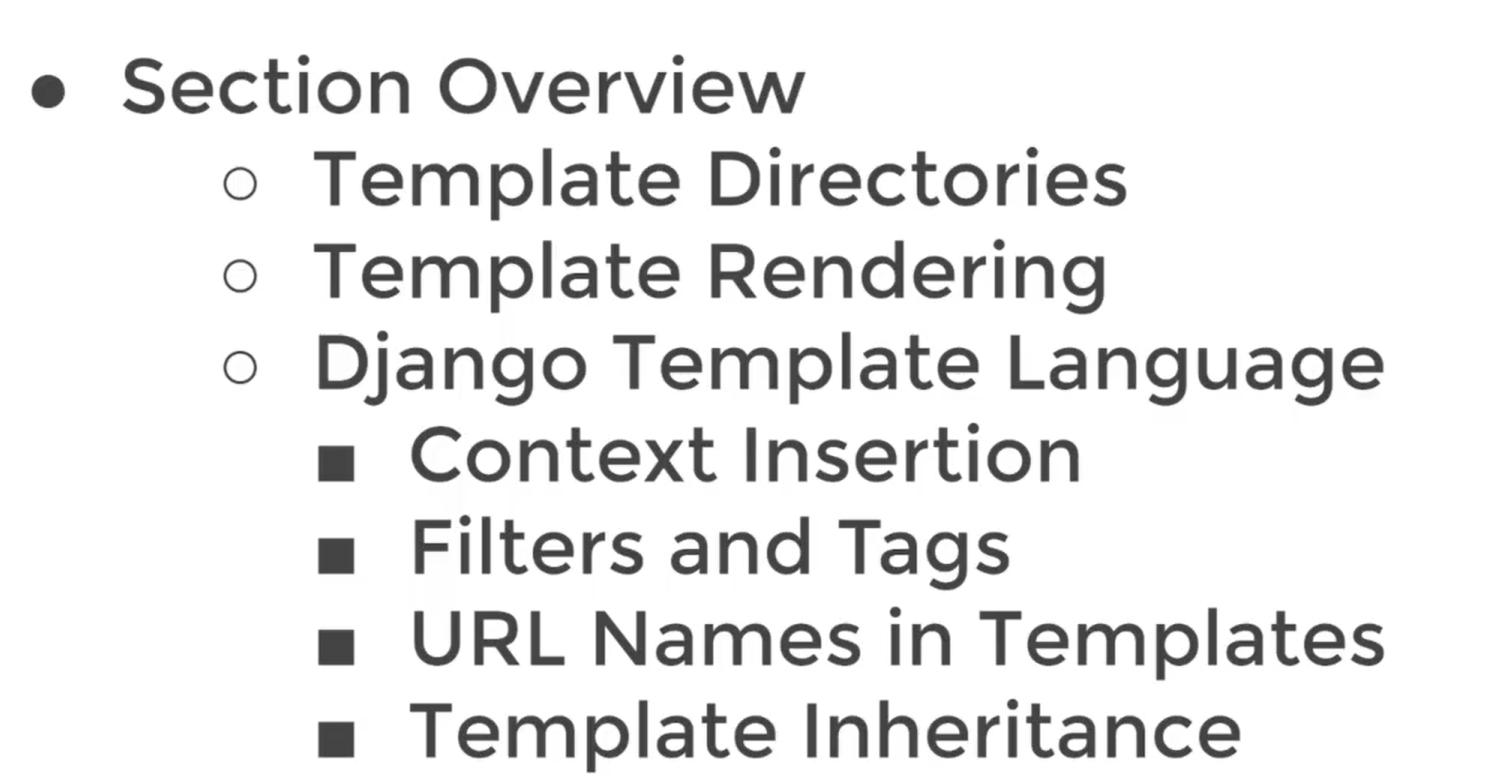 ● Section Overview
○ Template Directories
○ Template Rendering
○ Django Template Language
■ Context Insertion
■ Filters and Tags
■ URL Names in Templates
■ Template Inheritance